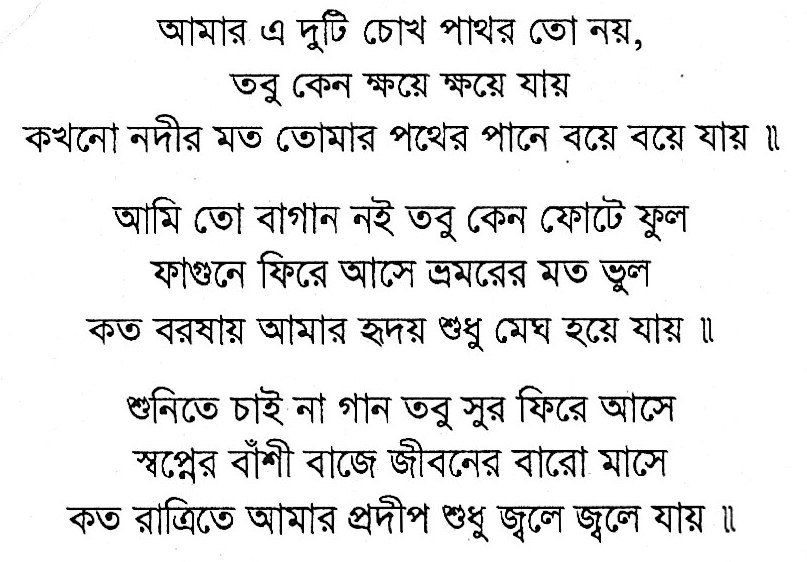 আমার এ দুটি চোখ পাথর তো নয়,
তবু কেন ক্ষয়ে ক্ষয়ে যায়
কখনো নদীর মত তোমার পথের পানে বয়ে বয়ে যায় ॥
আমি তো বাগান নই তবু কেন ফোটে ফুল
ফাগুনে ফিরে আসে ভ্রমরের মত ভুল
কত বরষায় আমার হৃদয় শুধু মেঘ হয়ে যায় ॥
শুনিতে চাই না গান তবু সুর ফিরে আসে
স্বপ্নের বাঁশী বাজে জীবনের বারো মাসে
কত রাত্রিতে আমার প্রদীপ শুধু জ্বলে জ্বলে যায় ॥